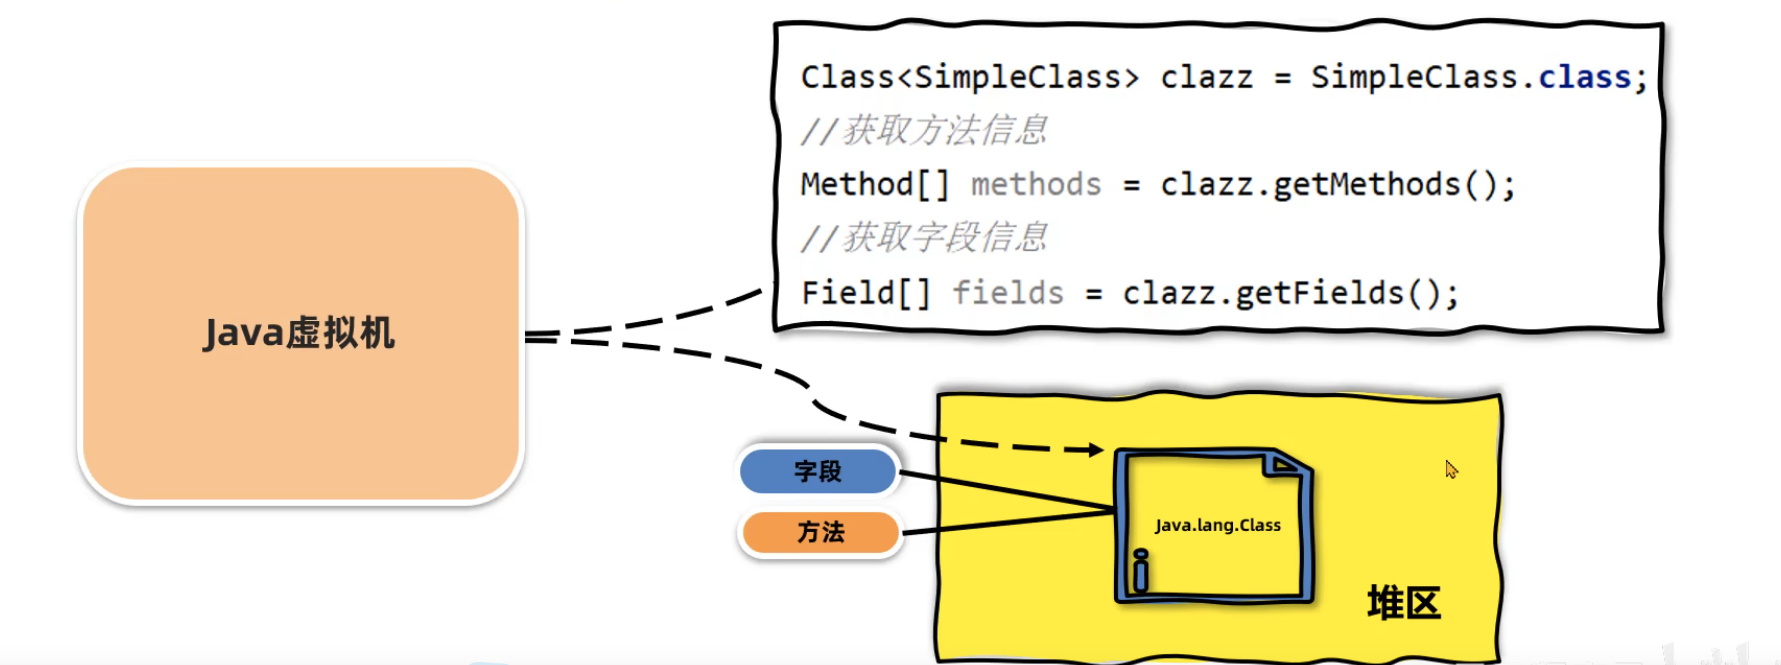 Class<SimpleClass> clazz = SimpleClass.class;
//获取方法信息
Method[] methods = clazz.getMethods();
//获取字段信息
Field[] fields = clazz.getFields();
Java虚拟机
字段
方法
Java.lang.Class
堆区